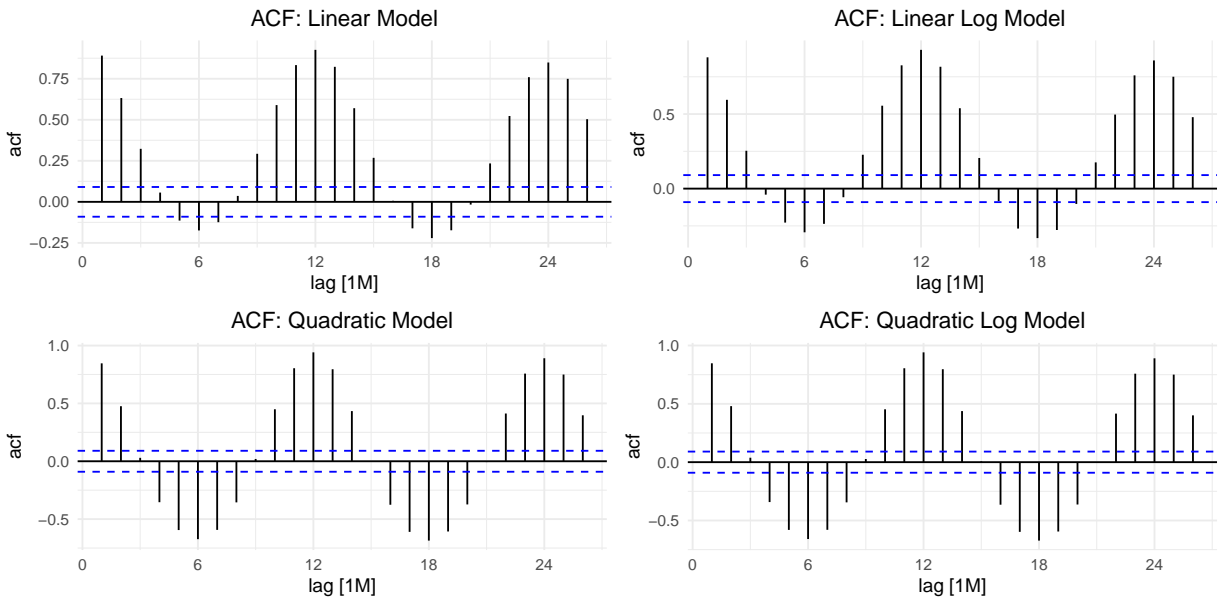 ACF: Linear Model
acf
0.75
0.50
0.25
0.00
−0.25
0 6 12 18 24
lag [1M]
ACF: Linear Log Model
acf
0.5
0.0
0 6 12 18 24
lag [1M]
ACF: Quadratic Model
acf
1.0
0.5
0.0
−0.5
0 6 12 18 24
lag [1M]
ACF: Quadratic Log Model
acf
1.0
0.5
0.0
−0.5
0 6 12 18 24
lag [1M]